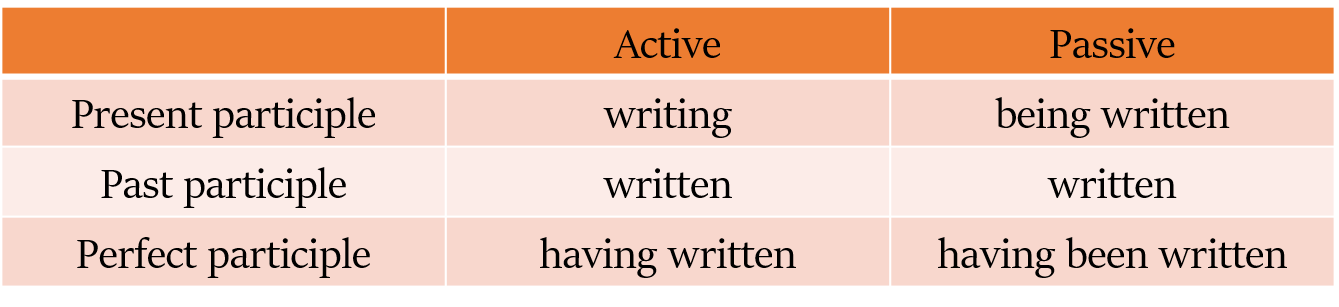 Active Passive
Present participle writing being written
Past participle written written
Perfect participle having written having been written